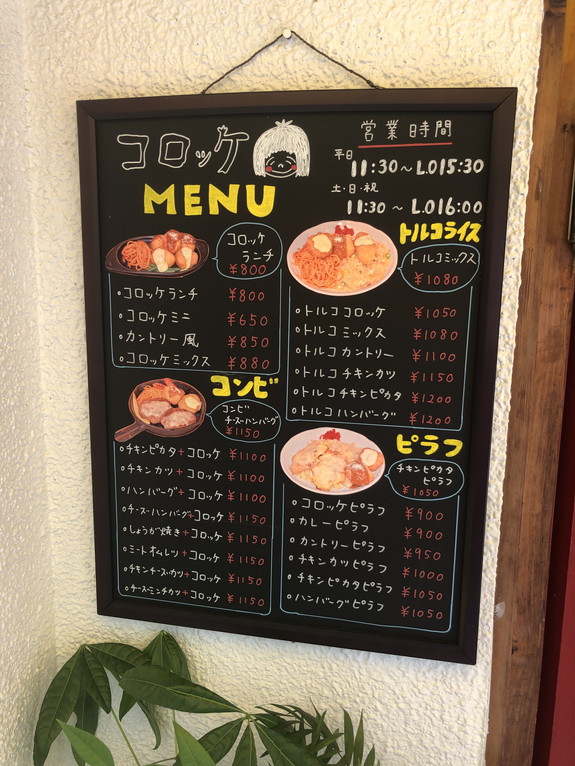 コロッケ
MENU
営業時間
平日
11:30〜L.O15:30
土・日・祝
11:30〜L.O16:00
コロッケ
ランチ
¥800
○コロッケランチ ¥800
○コロッケミニ ¥650
○カントリー風 ¥850
○コロッケミックス ¥880
トルコライス
トルコミックス
¥1080
○トルココロッケ ¥1050
○トルコミックス ¥1080
○トルコカントリー ¥1100
○トルコチキンカツ ¥1150
○トルコチキンピカタ ¥1200
○トルコハンバーグ ¥1200
コンビ
コンビ
チーズ・ハンバーグ
¥1150
○チキンピカタ+コロッケ ¥1100
○チキンカツ+コロッケ ¥1100
○ハンバーグ+コロッケ ¥1100
○チーズ・ハンバーグ+コロッケ ¥1150
○しょうが焼き+コロッケ ¥1150
○ミートオムレツ+コロッケ ¥1150
○チキンチーズ・カツ+コロッケ ¥1150
○チーズ・ミンチカツ+コロッケ ¥1150
ピラフ
チキンピカタ
ピラフ
¥1050
○コロッケピラフ ¥900
○カレーピラフ ¥900
○カントリーピラフ ¥950
○チキンカツピラフ ¥1000
○チキンピカタピラフ ¥1050
○ハンバーグピラフ ¥1050